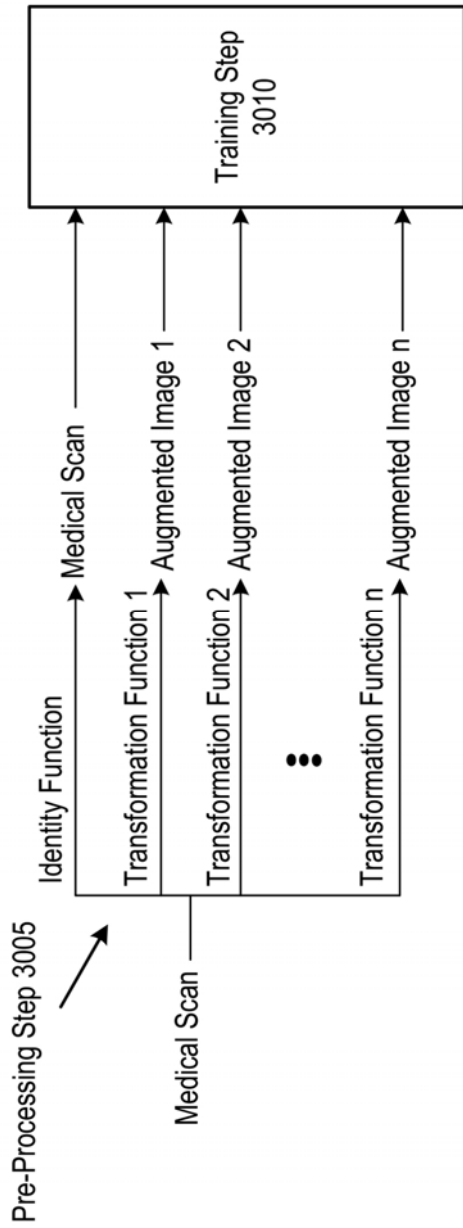 Pre-Processing Step 3005
Medical Scan
Identity Function
Medical Scan
Transformation Function 1
Augmented Image 1
Transformation Function 2
Augmented Image 2
Transformation Function n
Augmented Image n
Training Step
3010